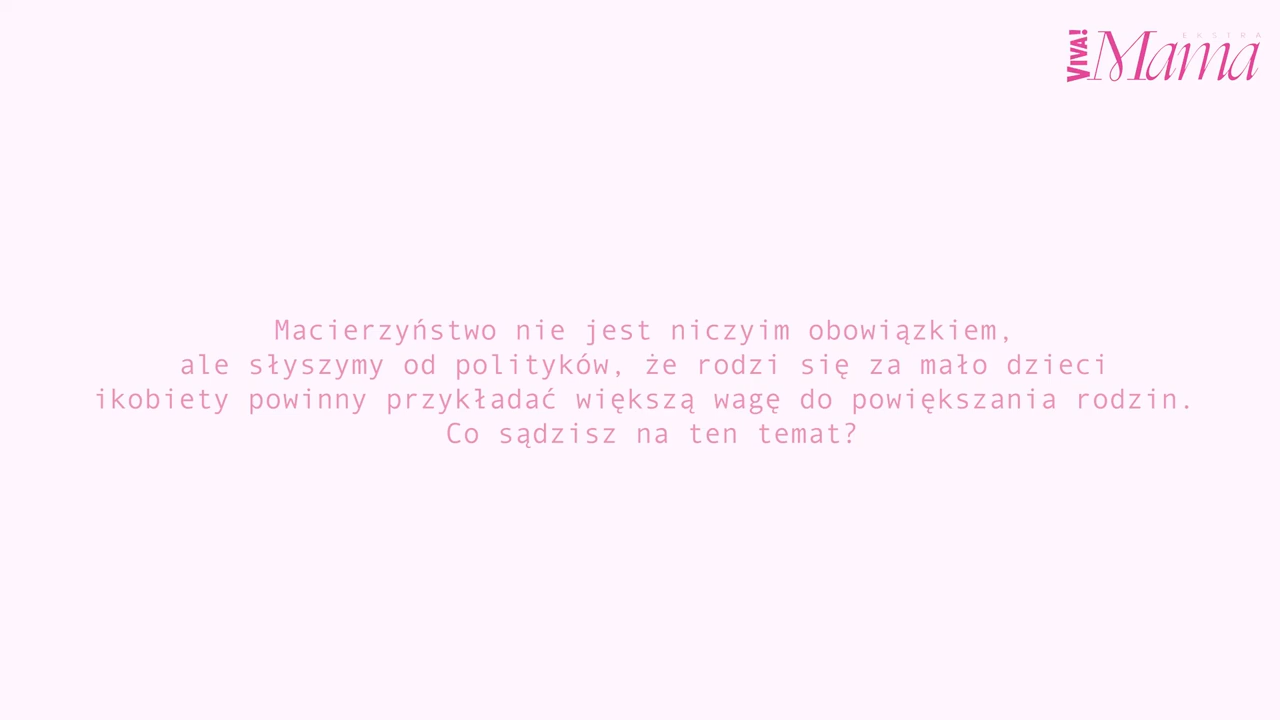 VIVA! Mama
EKSTRA
Macierzyństwo nie jest niczyim obowiązkiem,
ale słyszymy od polityków, że rodzi się za mało dzieci
ikobiety powinny przykładać większą wagę do powiększania rodzin.
Co sądzisz na ten temat?